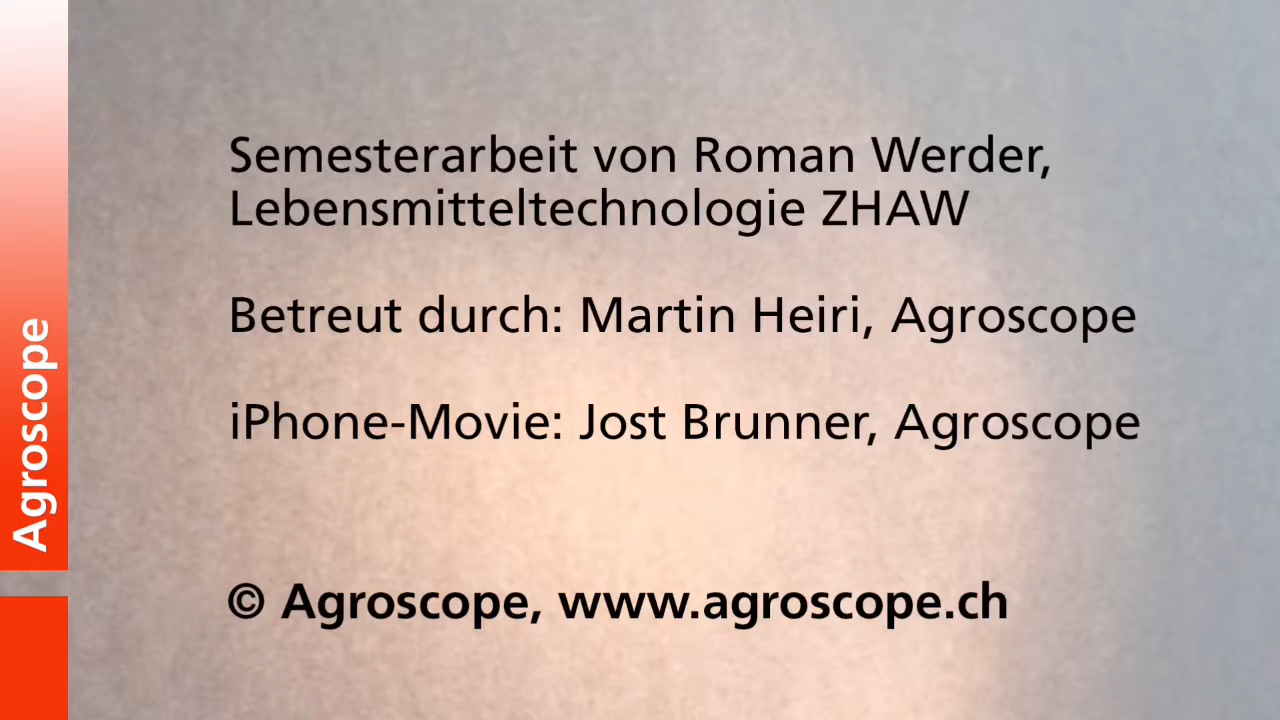 Semesterarbeit von Roman Werder,
Lebensmitteltechnologie ZHAW
Betreut durch: Martin Heiri, Agroscope
iPhone-Movie: Jost Brunner, Agroscope
© Agroscope, www.agroscope.ch
Agroscope